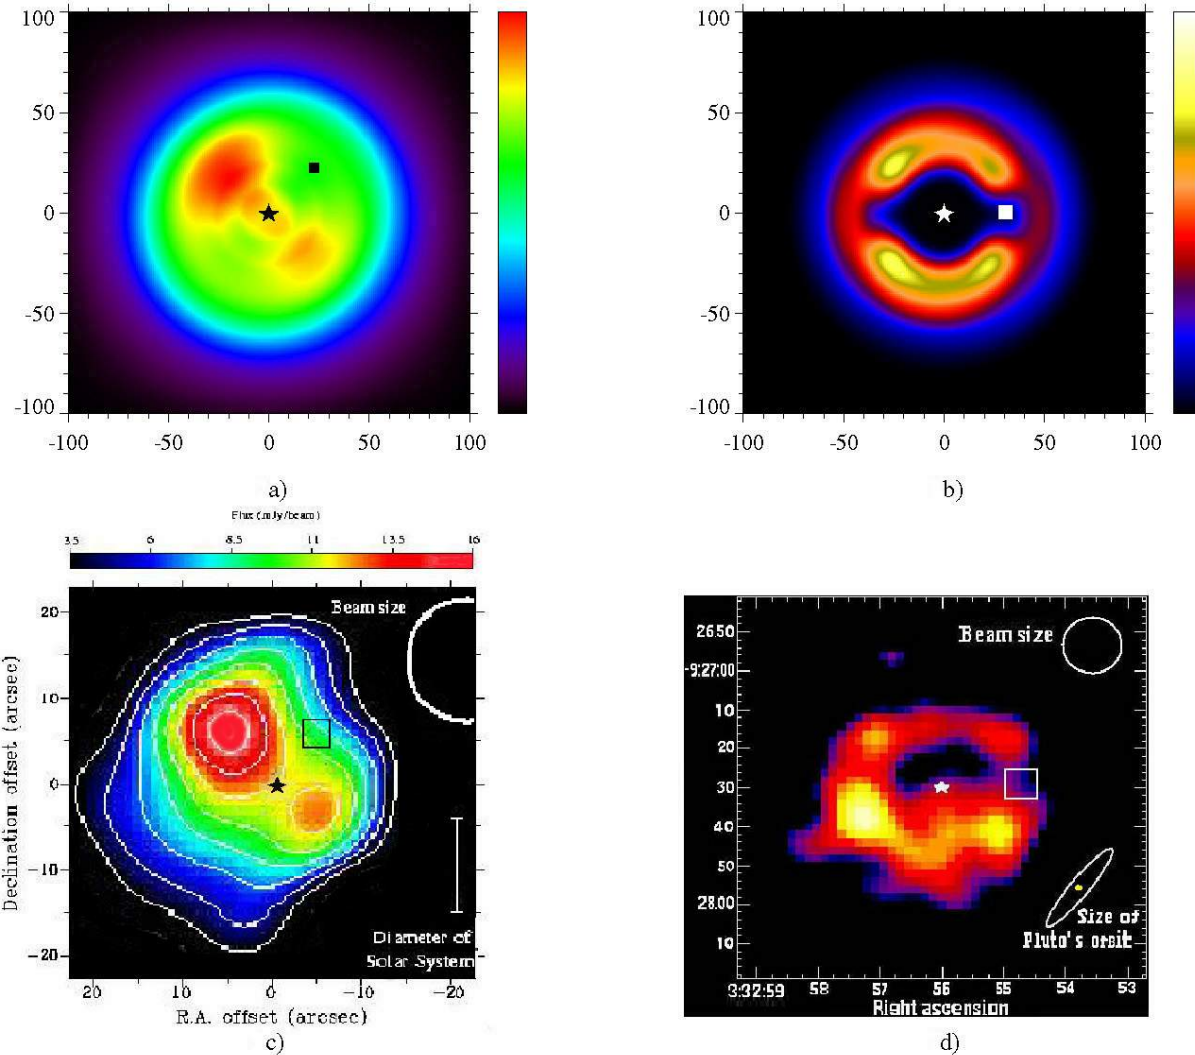 100
50
0
-50
-100
-100 -50 0 50 100
a)
100
50
0
-50
-100
-100 -50 0 50 100
b)
Flux (mJy/beam)
3.5 6 8.5 11 13.5 16
Beam size
20
10
0
-10
-20
Declination offset (arcsec)
Diameter of
Solar System
20 10 0 -10 -20
R.A. offset (arcsec)
c)
Beam size
26 50
-9:27:00
10
20
30
40
50
28:00
10
Size of
Pluto's orbit
3:32:59 58 57 56 55 54 53
Right ascension
d)